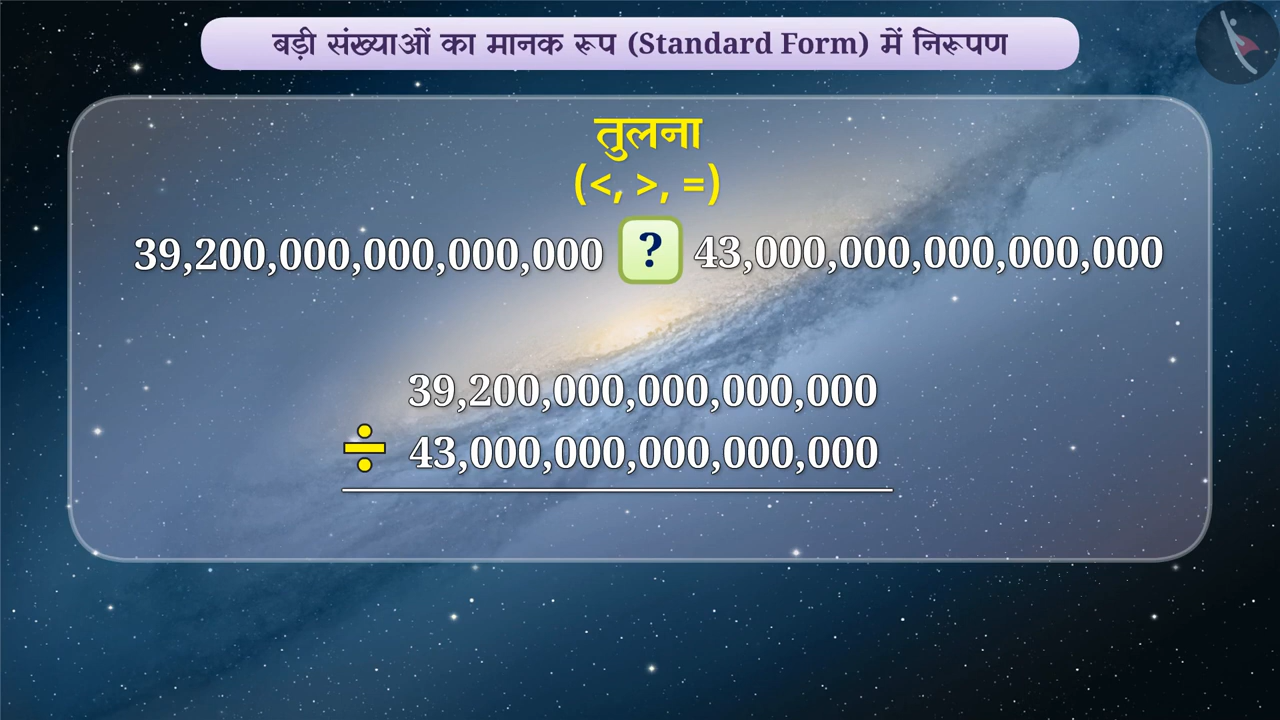 बड़ी संख्याओं का मानक रूप (Standard Form) में निरूपण
तुलना
(<, >, =)
39,200,000,000,000,000 ? 43,000,000,000,000,000
39,200,000,000,000,000
÷ 43,000,000,000,000,000